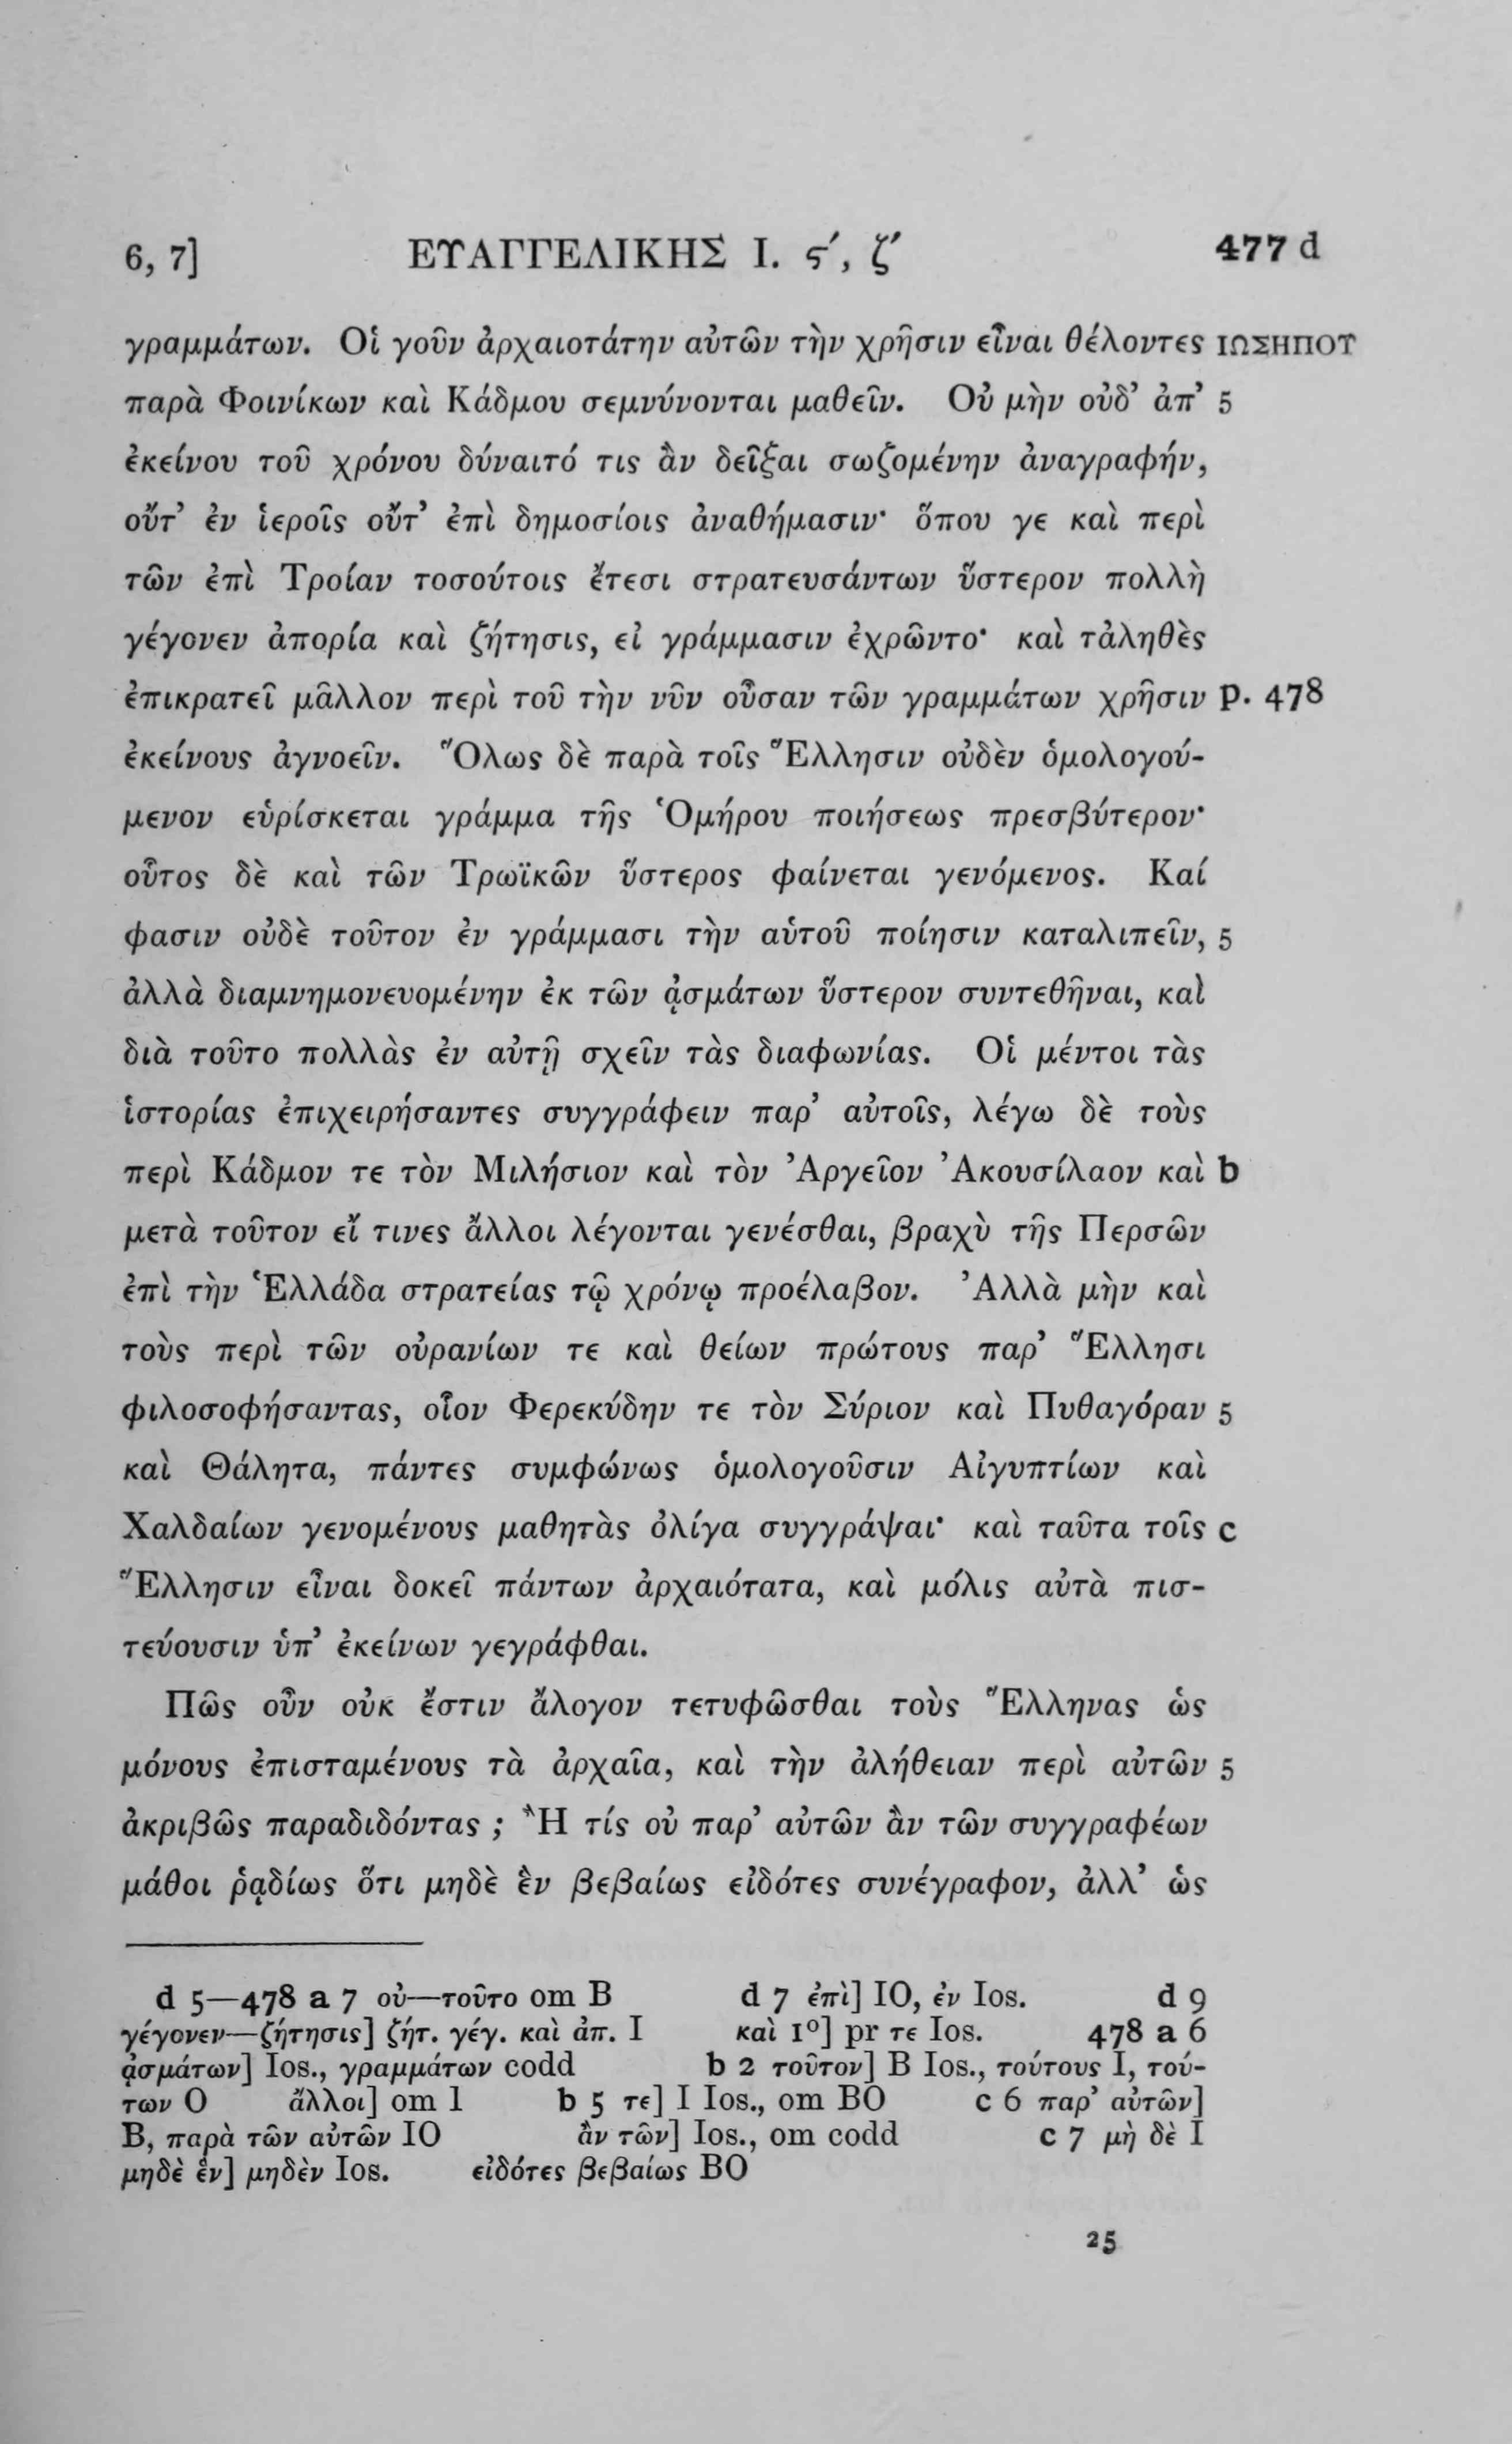 6, 7] ΕΥΑΓΓΕΛΙΚΗΣ Ι. ϛ′, ζ′ 477 d
γραμμάτων. Οἱ γοῦν ἀρχαιοτάτην αὐτῶν τὴν χρῆσιν εἶναι θέλοντες ΙΩΣΗΠΟΥ
παρὰ Φοινίκων καὶ Κάδμου σεμνύνονται μαθεῖν. Οὐ μὴν οὐδ’ ἀπ’ 5
ἐκείνου τοῦ χρόνου δύναιτό τις ἂν δεῖξαι σωζομένην ἀναγραφήν,
οὔτ’ ἐν ἱεροῖς οὔτ’ ἐπὶ δημοσίοις ἀναθήμασιν· ὅπου γε καὶ περὶ
τῶν ἐπὶ Τροίαν τοσούτοις ἔτεσι στρατευσάντων ὕστερον πολλὴ
γέγονεν ἀπορία καὶ ζήτησις, εἰ γράμμασιν ἐχρῶντο· καὶ τἀληθὲς
ἐπικρατεῖ μᾶλλον περὶ τοῦ τὴν νῦν οὖσαν τῶν γραμμάτων χρῆσιν p. 478
ἐκείνους ἀγνοεῖν. Ὅλως δὲ παρὰ τοῖς Ἕλλησιν οὐδὲν ὁμολογού-
μενον εὑρίσκεται γράμμα τῆς Ὁμήρου ποιήσεως πρεσβύτερον·
οὗτος δὲ καὶ τῶν Τρωϊκῶν ὕστερος φαίνεται γενόμενος. Καί
φασιν οὐδὲ τοῦτον ἐν γράμμασι τὴν αὑτοῦ ποίησιν καταλιπεῖν, 5
ἀλλὰ διαμνημονευομένην ἐκ τῶν ᾀσμάτων ὕστερον συντεθῆναι, καὶ
διὰ τοῦτο πολλὰς ἐν αὐτῇ σχεῖν τὰς διαφωνίας. Οἱ μέντοι τὰς
ἱστορίας ἐπιχειρήσαντες συγγράφειν παρ’ αὐτοῖς, λέγω δὲ τοὺς
περὶ Κάδμον τε τὸν Μιλήσιον καὶ τὸν Ἀργεῖον Ἀκουσίλαον καὶ b
μετὰ τοῦτον εἴ τινες ἄλλοι λέγονται γενέσθαι, βραχὺ τῆς Περσῶν
ἐπὶ τὴν Ἑλλάδα στρατείας τῷ χρόνῳ προέλαβον. Ἀλλὰ μὴν καὶ
τοὺς περὶ τῶν οὐρανίων τε καὶ θείων πρώτους παρ’ Ἕλλησι
φιλοσοφήσαντας, οἷον Φερεκύδην τε τὸν Σύριον καὶ Πυθαγόραν 5
καὶ Θάλητα, πάντες συμφώνως ὁμολογοῦσιν Αἰγυπτίων καὶ
Χαλδαίων γενομένους μαθητὰς ὀλίγα συγγράψαι· καὶ ταῦτα τοῖς c
Ἕλλησιν εἶναι δοκεῖ πάντων ἀρχαιότατα, καὶ μόλις αὐτὰ πισ-
τεύουσιν ὑπ’ ἐκείνων γεγράφθαι.
Πῶς οὖν οὐκ ἔστιν ἄλογον τετυφῶσθαι τοὺς Ἕλληνας ὡς
μόνους ἐπισταμένους τὰ ἀρχαῖα, καὶ τὴν ἀλήθειαν περὶ αὐτῶν 5
ἀκριβῶς παραδιδόντας ; Ἢ τίς οὐ παρ’ αὐτῶν ἂν τῶν συγγραφέων
μάθοι ῥᾳδίως ὅτι μηδὲ ἓν βεβαίως εἰδότες συνέγραφον, ἀλλ’ ὡς
d 5—478 a 7 οὐ—τοῦτο om B d 7 ἐπὶ] IO, ἐν Ios. d 9
γέγονεν—ζήτησις] ζήτ. γέγ. καὶ ἀπ. I καὶ 1º] pr τε Ios. 478 a 6
ᾀσμάτων] Ios., γραμμάτων codd b 2 τοῦτον] B Ios., τούτους I, τού-
των O ἄλλοι] om I b 5 τε] I Ios., om BO c 6 παρ’ αὐτῶν]
B, παρὰ τῶν αὐτῶν IO ἂν τῶν] Ios., om codd c 7 μὴ δὲ I
μηδὲ ἓν] μηδὲν Ios. εἰδότες βεβαίως BO
25